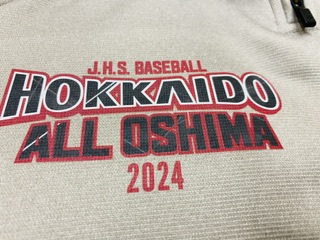 J.H.S. BASEBALL
HOKKAIDO
ALL OSHIMA
2024